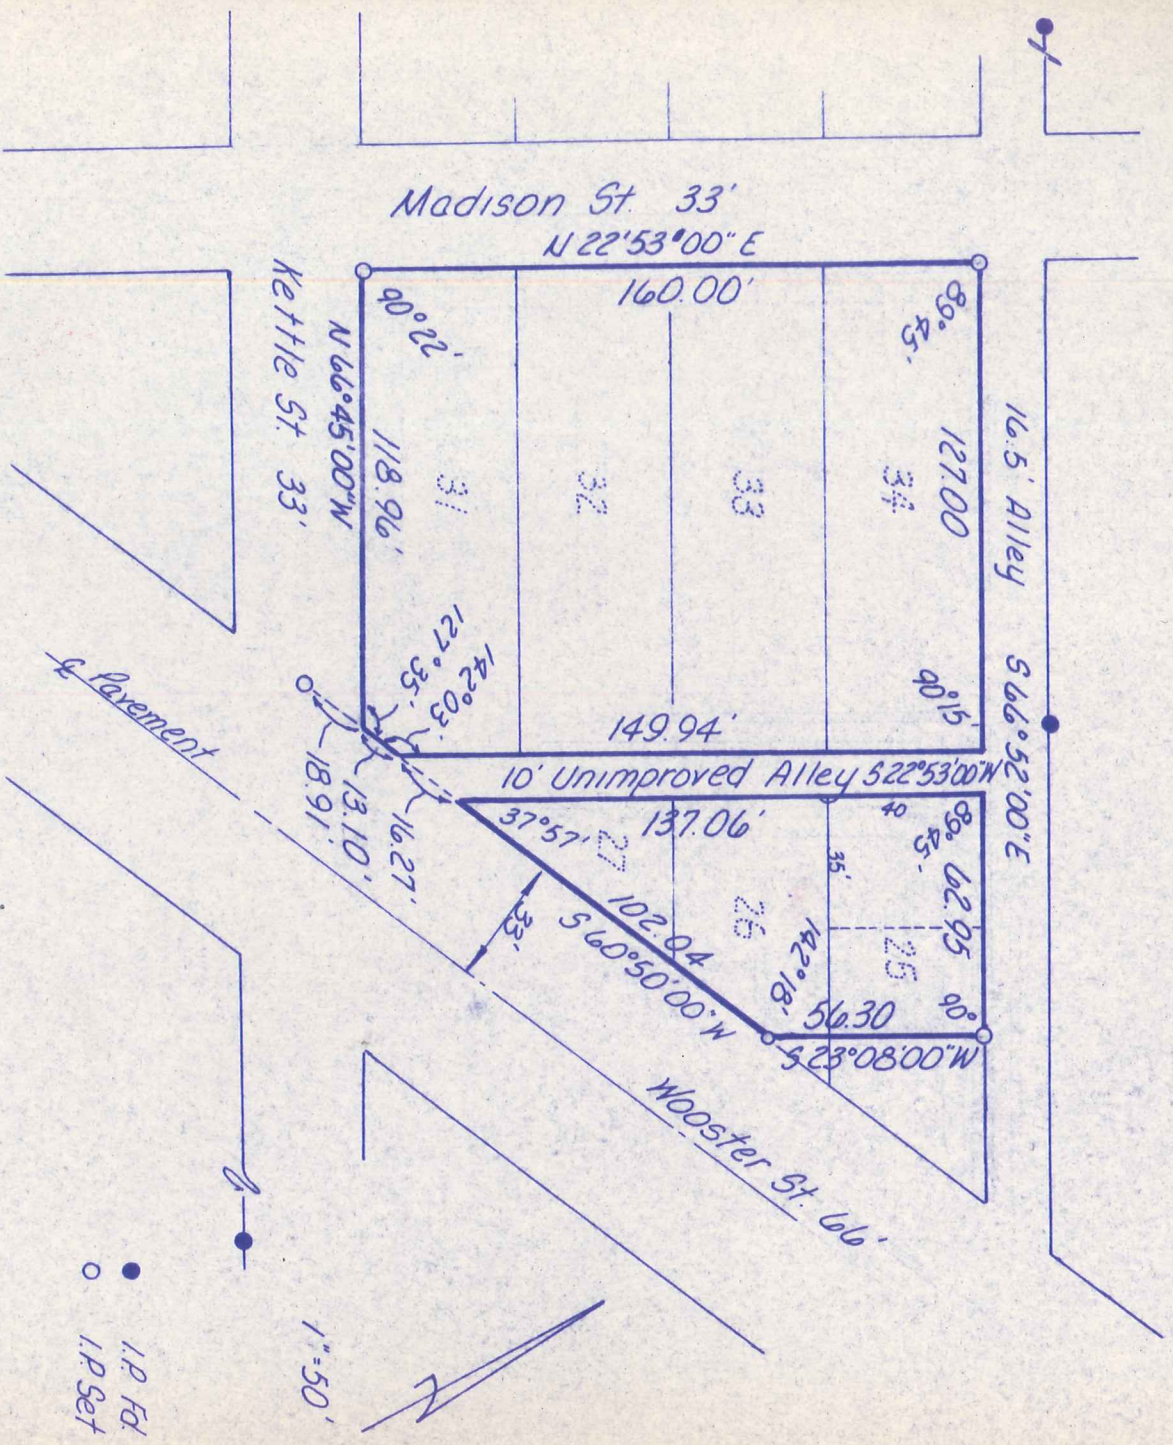 Madison St. 33'
N 22'53°00" E
160.00'
90°22'
89°45'
Kettle St. 33'
N 66°45'00"W
118.96'
31
32
33
34
127.00
16.5' Alley S 66°52'00"E
127°35'
142°03'
90°15'
149.94'
10' Unimproved Alley S22°53'00"W
℄ Pavement
18.91'
13.10'
16.27'
37°57'
27
137.06'
40
35'
89°45'
62.95
26
25
33'
102.04
S 60°50'00"W
142°18'
56.30
90°
S 23°08'00"W
Wooster St. 66'
1"=50'
N
I.P. Fd.
I.P. Set